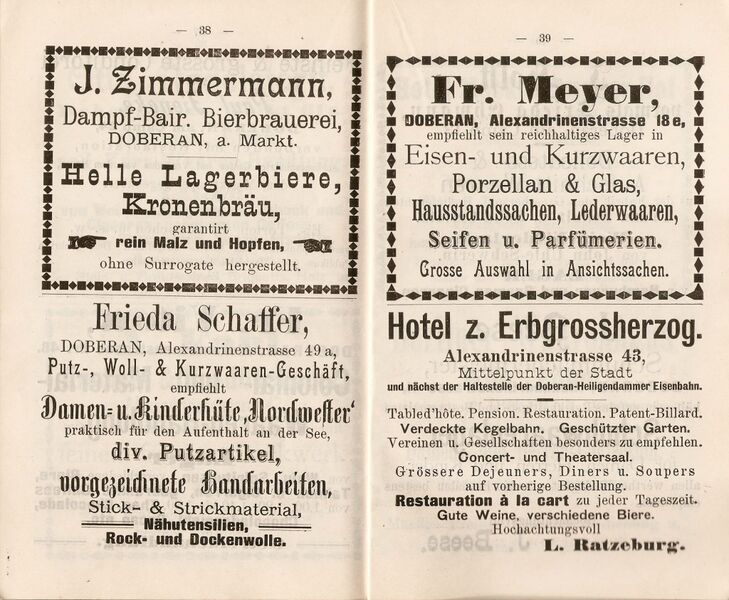 — 38 —
J. Zimmermann,
Dampf-Bair. Bierbrauerei,
DOBERAN, a. Markt.
Helle Lagerbiere,
Kronenbräu,
garantirt
rein Malz und Hopfen,
ohne Surrogate hergestellt.
Frieda Schaffer,
DOBERAN, Alexandrinenstrasse 49 a,
Putz-, Woll- & Kurzwaaren-Geschäft,
empfiehlt
Damen- u. Kinderhüte ‚Nordwester'
praktisch für den Aufenthalt an der See,
div. Putzartikel,
vorgezeichnete Handarbeiten,
Stick- & Strickmaterial,
Nähutensilien,
Rock- und Dockenwolle.
— 39 —
Fr. Meyer,
DOBERAN, Alexandrinenstrasse 18 e,
empfiehlt sein reichhaltiges Lager in
Eisen- und Kurzwaaren,
Porzellan & Glas,
Hausstandssachen, Lederwaaren,
Seifen u. Parfümerien.
Grosse Auswahl in Ansichtssachen.
Hotel z. Erbgrossherzog.
Alexandrinenstrasse 43,
Mittelpunkt der Stadt
und nächst der Haltestelle der Doberan-Heiligendammer Eisenbahn.
Tabled'hôte. Pension. Restauration. Patent-Billard.
Verdeckte Kegelbahn. Geschützter Garten.
Vereinen u. Gesellschaften besonders zu empfehlen.
Concert- und Theatersaal.
Grössere Dejeuners, Diners u. Soupers
auf vorherige Bestellung.
Restauration à la cart zu jeder Tageszeit.
Gute Weine, verschiedene Biere.
Hochachtungsvoll
L. Ratzeburg.